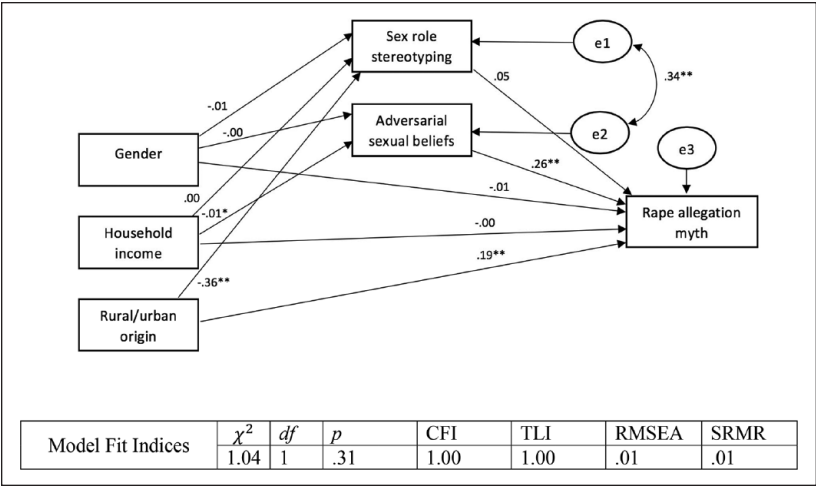 Sex role
stereotyping
e1
.34**
-.01
.05
Adversarial
sexual beliefs
e2
-.00
Gender
e3
.26**
-.01
.00
-.01*
Rape allegation
myth
Household
income
-.00
.19**
-.36**
Rural/urban
origin
Model Fit Indices
χ² df p CFI TLI RMSEA SRMR
1.04 1 .31 1.00 1.00 .01 .01